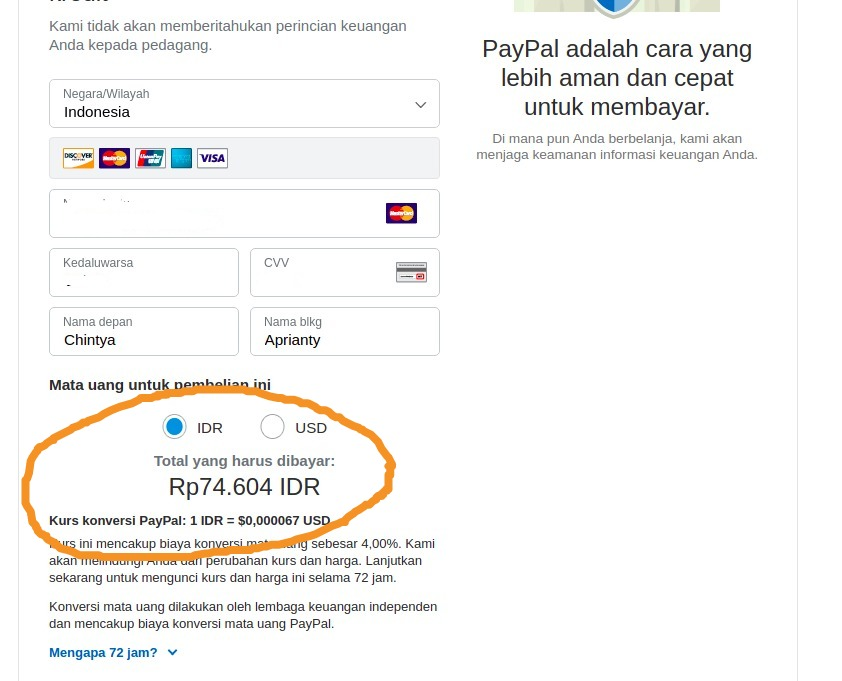 Kami tidak akan memberitahukan perincian keuangan
Anda kepada pedagang.
Negara/Wilayah
Indonesia
DISCOVER MasterCard UnionPay VISA
MasterCard
Kedaluwarsa
CVV
Nama depan
Chintya
Nama blkg
Aprianty
Mata uang untuk pembelian ini
IDR
USD
Total yang harus dibayar:
Rp74.604 IDR
Kurs konversi PayPal: 1 IDR = $0,000067 USD
Kurs ini mencakup biaya konversi mata uang sebesar 4,00%. Kami
akan melindungi Anda dari perubahan kurs dan harga. Lanjutkan
sekarang untuk mengunci kurs dan harga ini selama 72 jam.
Konversi mata uang dilakukan oleh lembaga keuangan independen
dan mencakup biaya konversi mata uang PayPal.
Mengapa 72 jam?
PayPal adalah cara yang
lebih aman dan cepat
untuk membayar.
Di mana pun Anda berbelanja, kami akan
menjaga keamanan informasi keuangan Anda.